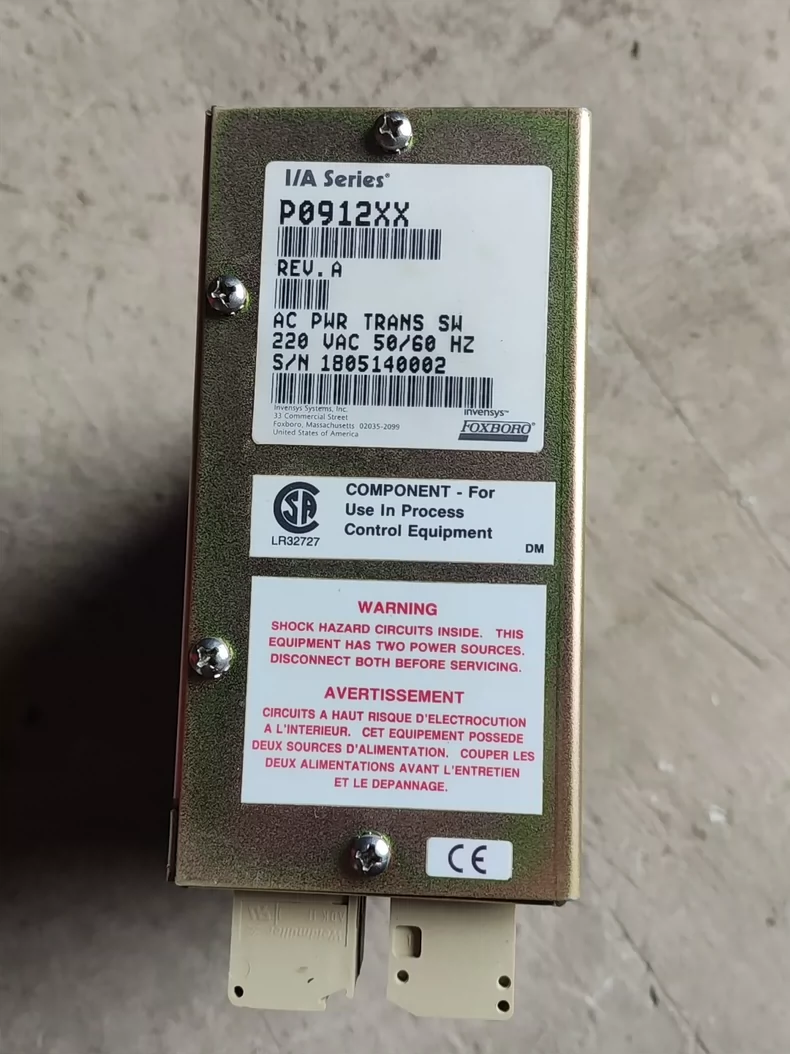 I/A Series®
P0912XX
REV.A
AC PWR TRANS SW
220 VAC 50/60 HZ
S/N 1805140002
Invensys Systems, Inc.
33 Commercial Street
Foxboro, Massachusetts 02035-2099
United States of America
invensys™
FOXBORO®
SA
LR32727
COMPONENT - For
Use In Process
Control Equipment
DM
WARNING
SHOCK HAZARD CIRCUITS INSIDE. THIS
EQUIPMENT HAS TWO POWER SOURCES.
DISCONNECT BOTH BEFORE SERVICING.
AVERTISSEMENT
CIRCUITS A HAUT RISQUE D'ELECTROCUTION
A L'INTERIEUR. CET EQUIPEMENT POSSEDE
DEUX SOURCES D'ALIMENTATION. COUPER LES
DEUX ALIMENTATIONS AVANT L'ENTRETIEN
ET LE DEPANNAGE.
CE
Weidmüller